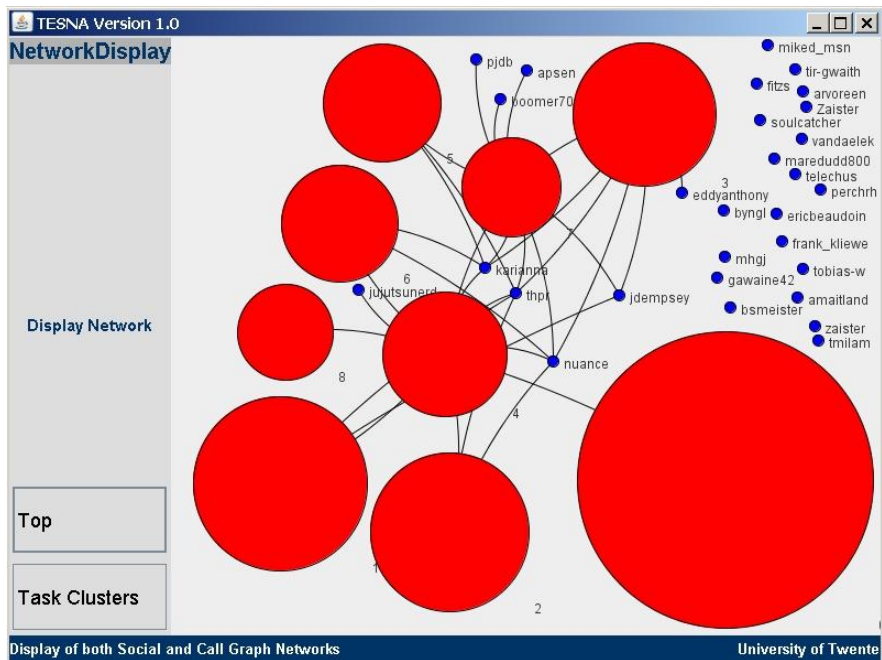 TESNA Version 1.0
NetworkDisplay
Display Network
Top
Task Clusters
pjdb
apsen
boomer70
miked_msn
tir-gwaith
fitzs
arvoreen
Zaister
soulcatcher
vandaelek
maredudd800
telechus
perchrh
5
3
eddyanthony
byngl
ericbeaudoin
7
frank_kliewe
mhgj
karianna
tobias-w
6
gawaine42
jujutsunerd
thpr
jdempsey
amaitland
bsmeister
zaister
tmilam
nuance
8
4
1
2
Display of both Social and Call Graph Networks
University of Twente